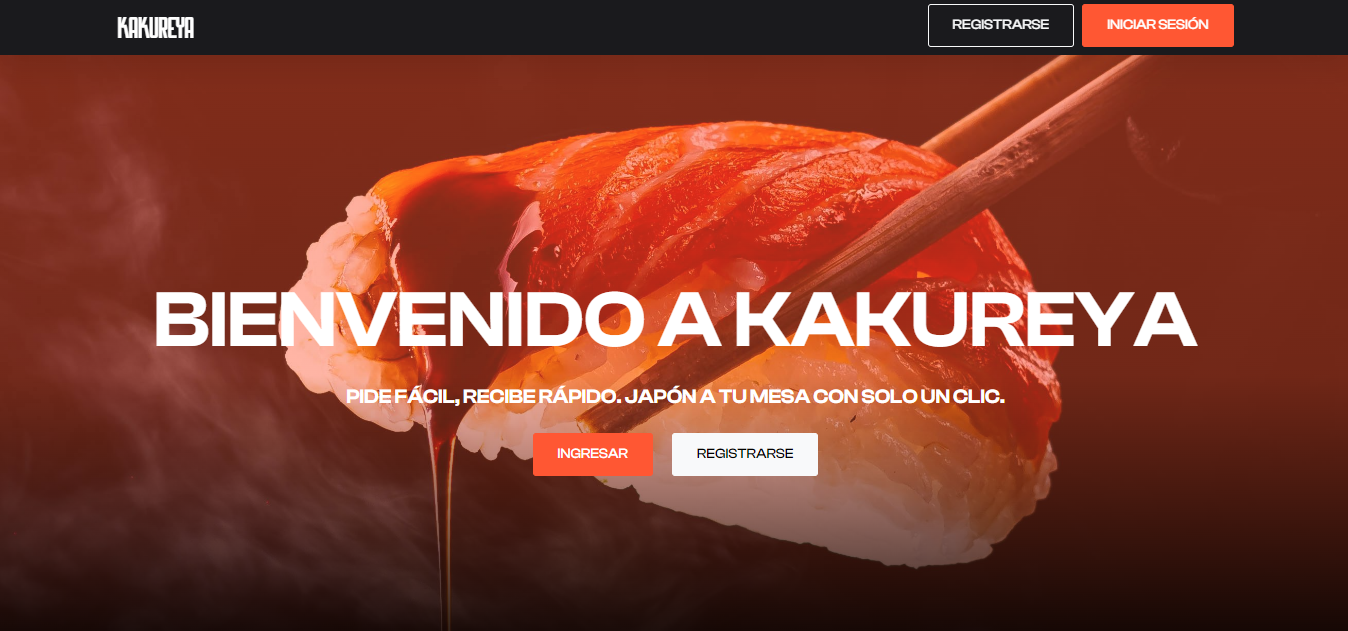 KAKUREYA
REGISTRARSE
INICIAR SESIÓN
BIENVENIDO A KAKUREYA
PIDE FÁCIL, RECIBE RÁPIDO. JAPÓN A TU MESA CON SOLO UN CLIC.
INGRESAR
REGISTRARSE